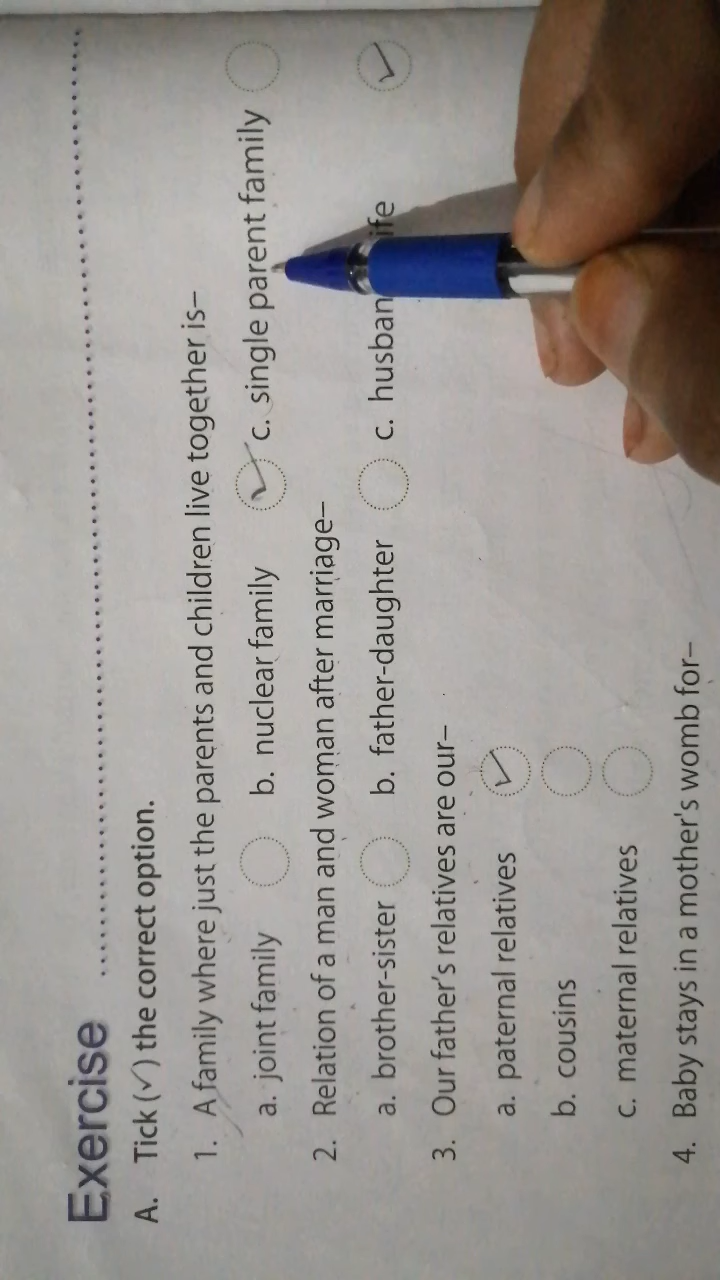 Exercise
A. Tick (✓) the correct option.
1. A family where just the parents and children live together is–
a. joint family b. nuclear family ✓ c. single parent family
2. Relation of a man and woman after marriage–
a. brother-sister b. father-daughter c. husban ife ✓
3. Our father's relatives are our–
a. paternal relatives ✓
b. cousins
c. maternal relatives
4. Baby stays in a mother's womb for–